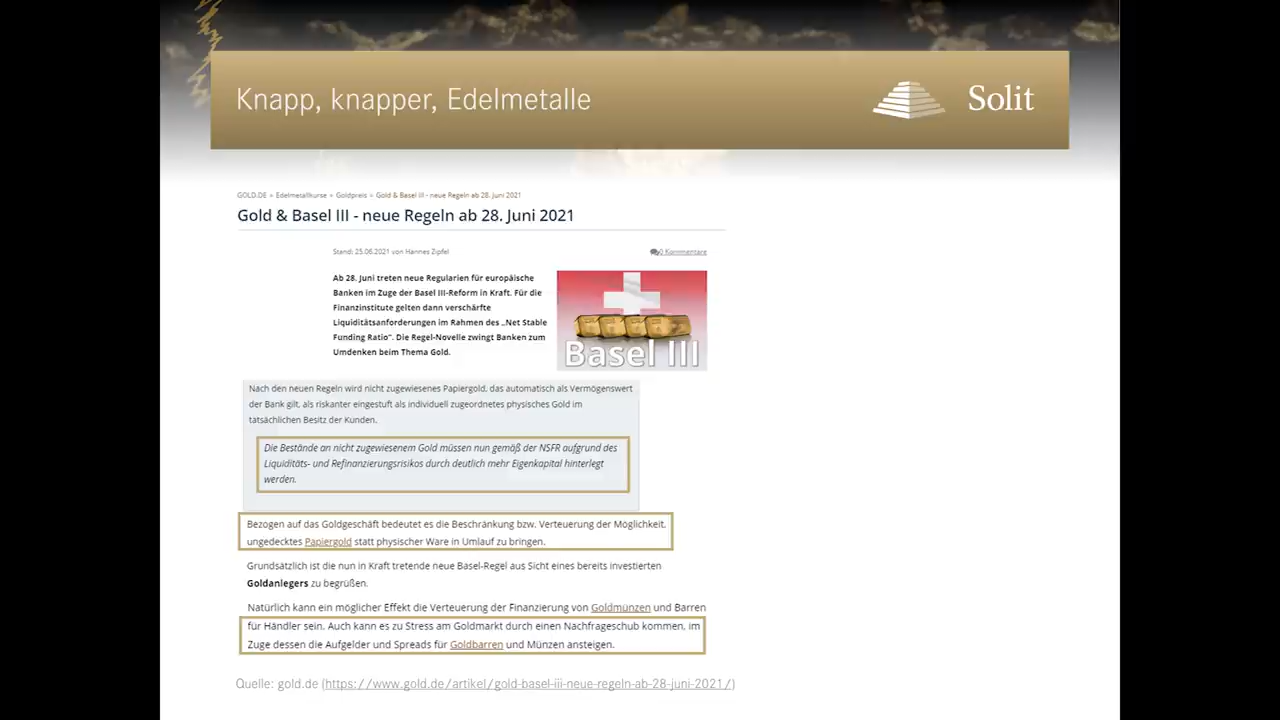 Knapp, knapper, Edelmetalle
Solit
GOLD.DE » Edelmetallkurse » Goldpreis » Gold & Basel III - neue Regeln ab 28. Juni 2021
Gold & Basel III - neue Regeln ab 28. Juni 2021
Stand: 25.06.2021 von Hannes Zipfel
0 Kommentare
Ab 28. Juni treten neue Regularien für europäische
Banken im Zuge der Basel III-Reform in Kraft. Für die
Finanzinstitute gelten dann verschärfte
Liquiditätsanforderungen im Rahmen des „Net Stable
Funding Ratio“. Die Regel-Novelle zwingt Banken zum
Umdenken beim Thema Gold.
Basel III
Nach den neuen Regeln wird nicht zugewiesenes Papiergold, das automatisch als Vermögenswert
der Bank gilt, als riskanter eingestuft als individuell zugeordnetes physisches Gold im
tatsächlichen Besitz der Kunden.
Die Bestände an nicht zugewiesenem Gold müssen nun gemäß der NSFR aufgrund des
Liquiditäts- und Refinanzierungsrisikos durch deutlich mehr Eigenkapital hinterlegt
werden.
Bezogen auf das Goldgeschäft bedeutet es die Beschränkung bzw. Verteuerung der Möglichkeit,
ungedecktes Papiergold statt physischer Ware in Umlauf zu bringen.
Grundsätzlich ist die nun in Kraft tretende neue Basel-Regel aus Sicht eines bereits investierten
Goldanlegers zu begrüßen.
Natürlich kann ein möglicher Effekt die Verteuerung der Finanzierung von Goldmünzen und Barren
für Händler sein. Auch kann es zu Stress am Goldmarkt durch einen Nachfrageschub kommen, im
Zuge dessen die Aufgelder und Spreads für Goldbarren und Münzen ansteigen.
Quelle: gold.de (https://www.gold.de/artikel/gold-basel-iii-neue-regeln-ab-28-juni-2021/)